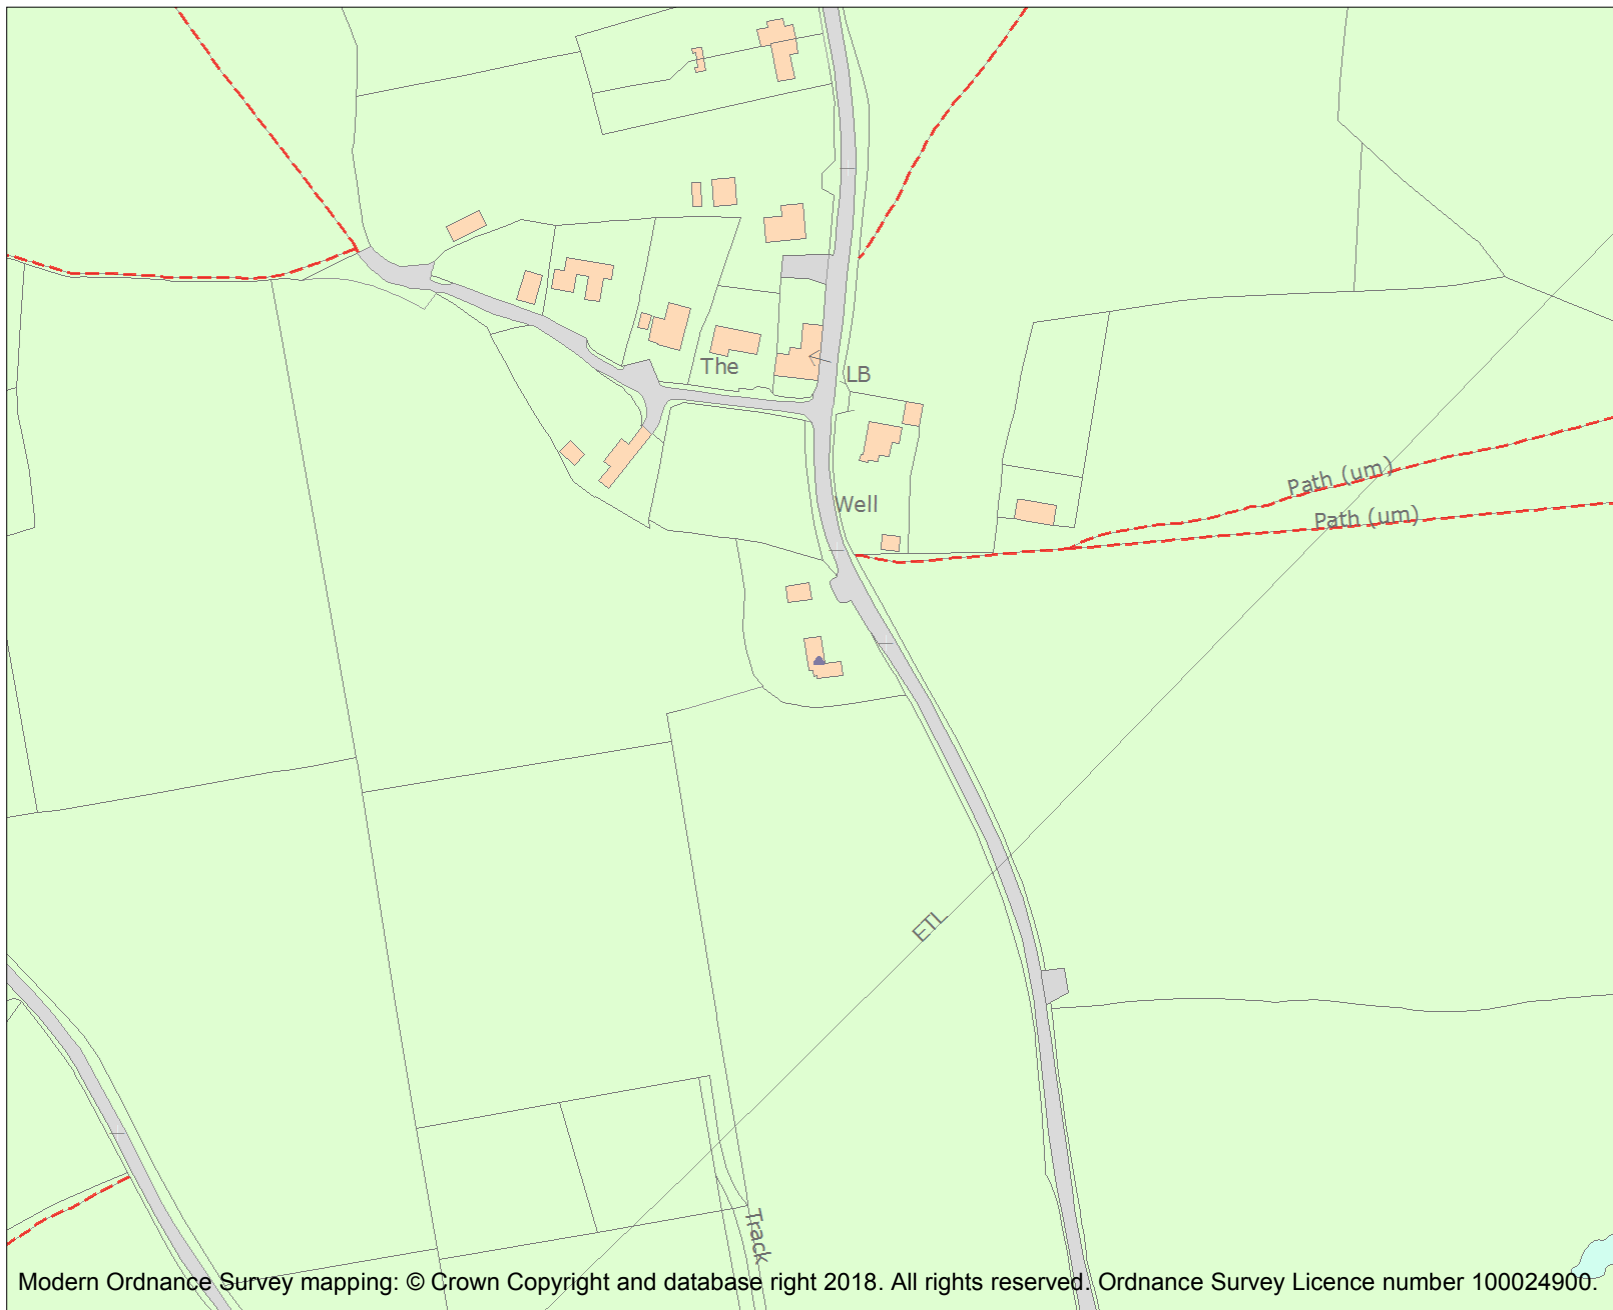 The
LB
Path (um)
Well
Path (um)
ETL
Track
Modern Ordnance Survey mapping: © Crown Copyright and database right 2018. All rights reserved. Ordnance Survey Licence number 100024900.